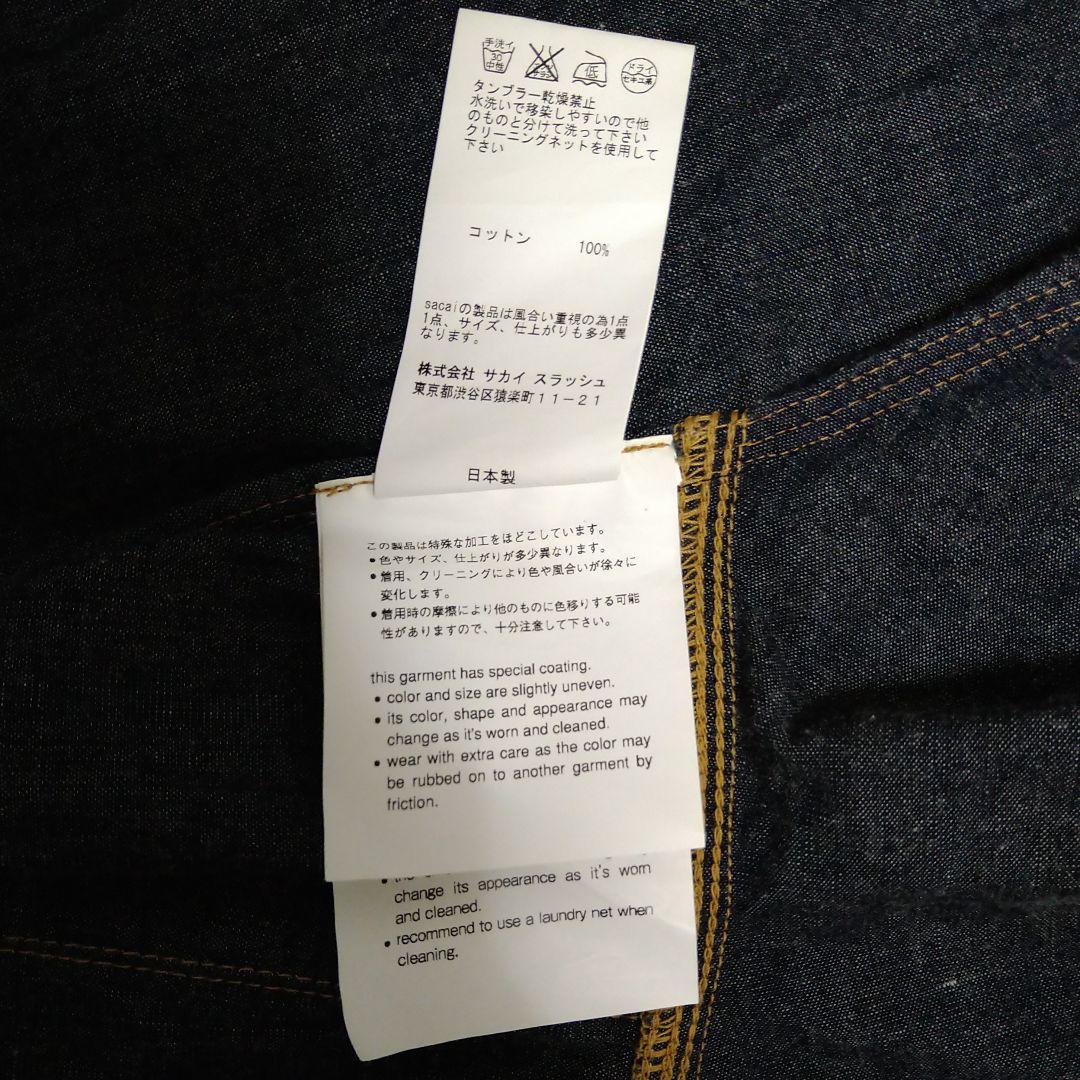 手洗イ
30
中性
低
ドライ
セキユ系
タンブラー乾燥禁止
水洗いで移染しやすいので他
のものと分けて洗って下さい
クリーニングネットを使用して
下さい
コットン 100%
sacaiの製品は風合い重視の為1点
1点、サイズ、仕上がりも多少異
なります。
株式会社 サカイ スラッシュ
東京都渋谷区猿楽町11-21
日本製
この製品は特殊な加工をほどこしています。
•色やサイズ、仕上がりが多少異なります。
•着用、クリーニングにより色や風合いが徐々に
変化します。
•着用時の摩擦により他のものに色移りする可能
性がありますので、十分注意して下さい。
this garment has special coating.
• color and size are slightly uneven.
• its color, shape and appearance may
change as it's worn and cleaned.
• wear with extra care as the color may
be rubbed on to another garment by
friction.
change its appearance as it's worn
and cleaned.
• recommend to use a laundry net when
cleaning.